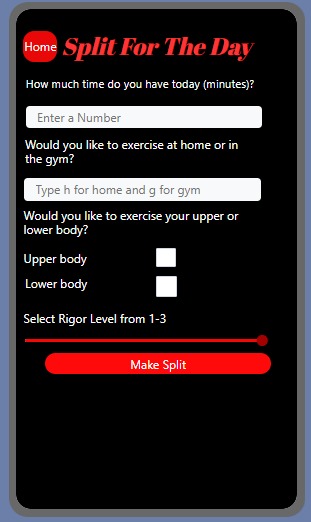 Home Split For The Day
How much time do you have today (minutes)?
Enter a Number
Would you like to exercise at home or in
the gym?
Type h for home and g for gym
Would you like to exercise your upper or
lower body?
Upper body
Lower body
Select Rigor Level from 1-3
Make Split